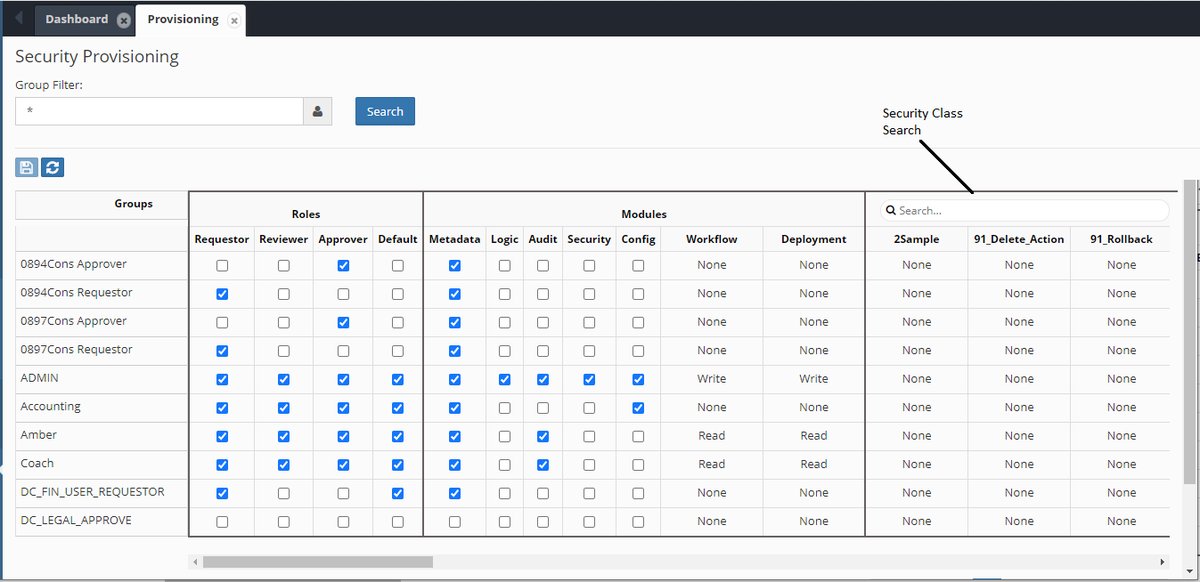 Dashboard
Provisioning
Security Provisioning
Group Filter:
*
Search
Security Class
Search
Groups
Roles
Modules
Search...
Requestor Reviewer Approver Default Metadata Logic Audit Security Config Workflow Deployment 2Sample 91_Delete_Action 91_Rollback
0894Cons Approver None None None None None
0894Cons Requestor None None None None None
0897Cons Approver None None None None None
0897Cons Requestor None None None None None
ADMIN Write Write None None None
Accounting None None None None None
Amber Read Read None None None
Coach Read Read None None None
DC_FIN_USER_REQUESTOR None None None None None
DC_LEGAL_APPROVE None None None None None